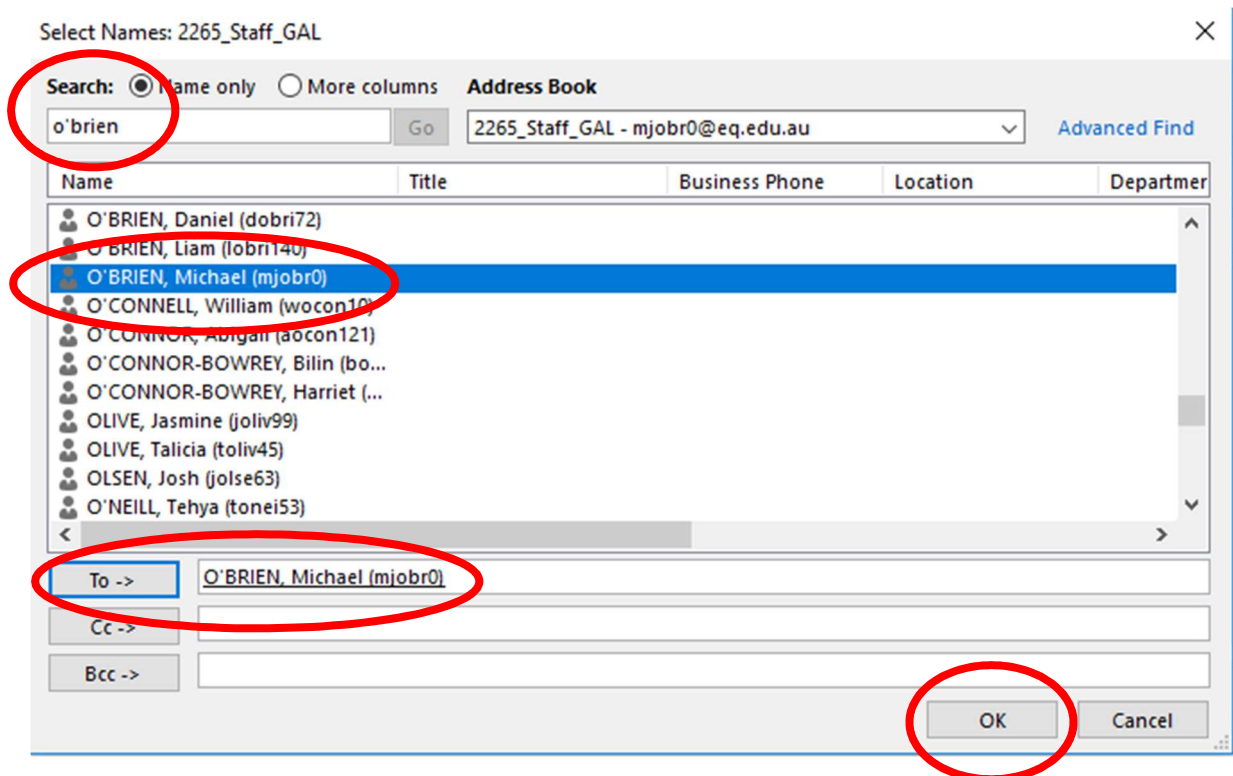 Select Names: 2265_Staff_GAL
Search: Name only More columns Address Book
o'brien Go 2265_Staff_GAL - mjobr0@eq.edu.au Advanced Find
Name Title Business Phone Location Departmer
O'BRIEN, Daniel (dobri72)
O'BRIEN, Liam (lobri140)
O'BRIEN, Michael (mjobr0)
O'CONNELL, William (wocon10)
O'CONNOR, Abigail (aocon121)
O'CONNOR-BOWREY, Bilin (bo...
O'CONNOR-BOWREY, Harriet (...
OLIVE, Jasmine (joliv99)
OLIVE, Talicia (toliv45)
OLSEN, Josh (jolse63)
O'NEILL, Tehya (tonei53)
To -> O'BRIEN, Michael (mjobr0)
Cc ->
Bcc ->
OK Cancel